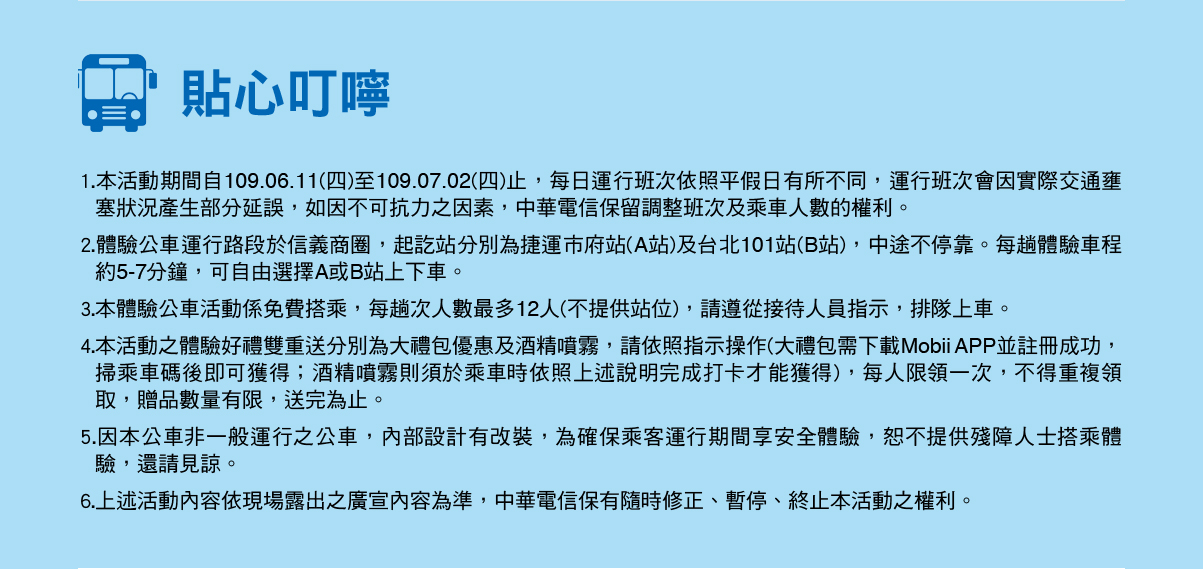 貼心叮嚀
1.本活動期間自109.06.11(四)至109.07.02(四)止，每日運行班次依照平假日有所不同，運行班次會因實際交通壅
塞狀況產生部分延誤，如因不可抗力之因素，中華電信保留調整班次及乘車人數的權利。
2.體驗公車運行路段於信義商圈，起訖站分別為捷運市府站(A站)及台北101站(B站)，中途不停靠。每趟體驗車程
約5-7分鐘，可自由選擇A或B站上下車。
3.本體驗公車活動係免費搭乘，每趟次人數最多12人(不提供站位)，請遵從接待人員指示，排隊上車。
4.本活動之體驗好禮雙重送分別為大禮包優惠及酒精噴霧，請依照指示操作(大禮包需下載Mobii APP並註冊成功，
掃乘車碼後即可獲得；酒精噴霧則須於乘車時依照上述說明完成打卡才能獲得)，每人限領一次，不得重複領
取，贈品數量有限，送完為止。
5.因本公車非一般運行之公車，內部設計有改裝，為確保乘客運行期間享安全體驗，恕不提供殘障人士搭乘體
驗，還請見諒。
6.上述活動內容依現場露出之廣宣內容為準，中華電信保有隨時修正、暫停、終止本活動之權利。